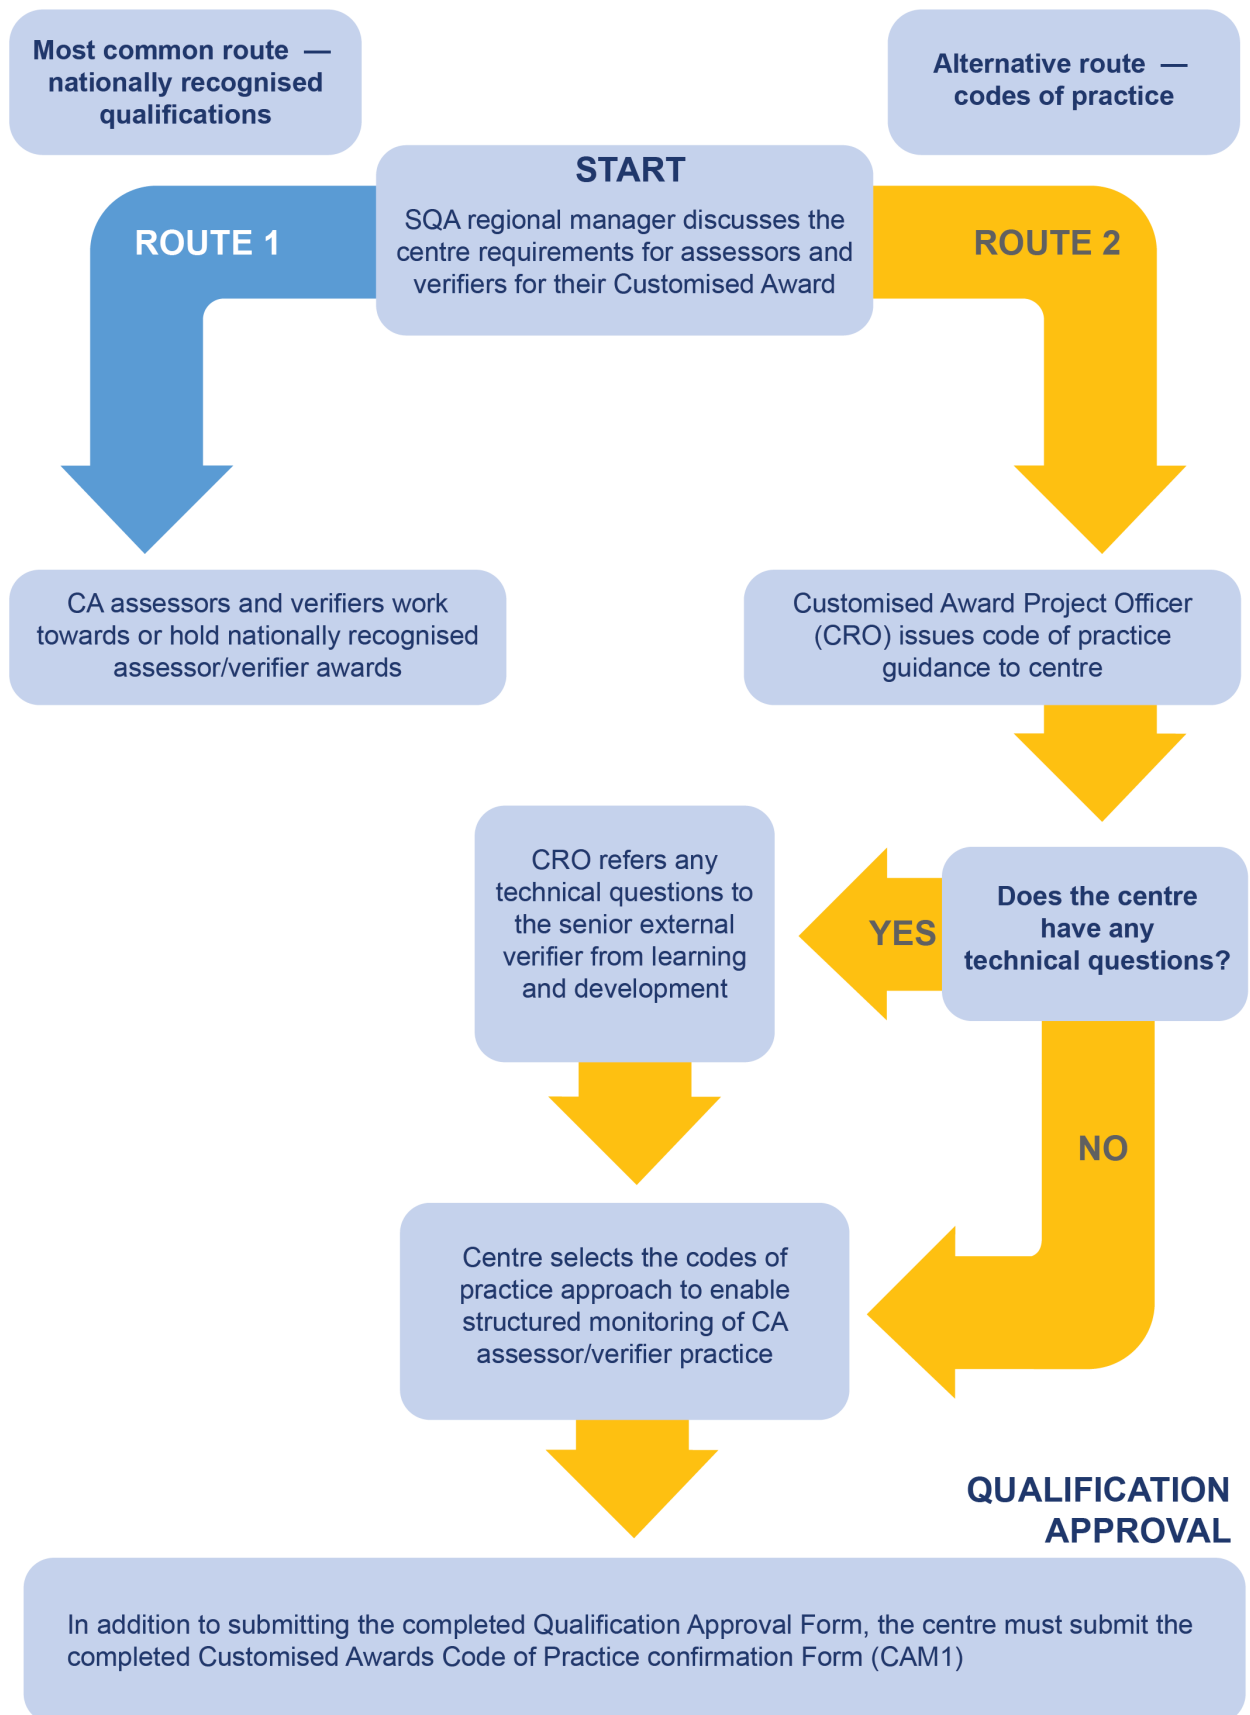 Most common route — 
nationally recognised
qualifications
Alternative route —
codes of practice
START
SQA regional manager discusses the
centre requirements for assessors and
verifiers for their Customised Award
ROUTE 1
ROUTE 2
CA assessors and verifiers work
towards or hold nationally recognised
assessor/verifier awards
Customised Award Project Officer
(CRO) issues code of practice
guidance to centre
Does the centre
have any
technical questions?
YES
CRO refers any
technical questions to
the senior external
verifier from learning
and development
NO
Centre selects the codes of
practice approach to enable
structured monitoring of CA
assessor/verifier practice
QUALIFICATION
APPROVAL
In addition to submitting the completed Qualification Approval Form, the centre must submit the
completed Customised Awards Code of Practice confirmation Form (CAM1)